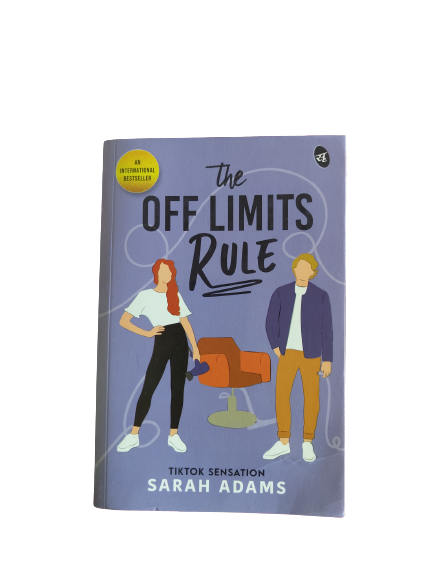 AN
INTERNATIONAL
BESTSELLER
The
OFF LIMITS
RULE
TIKTOK SENSATION
SARAH ADAMS